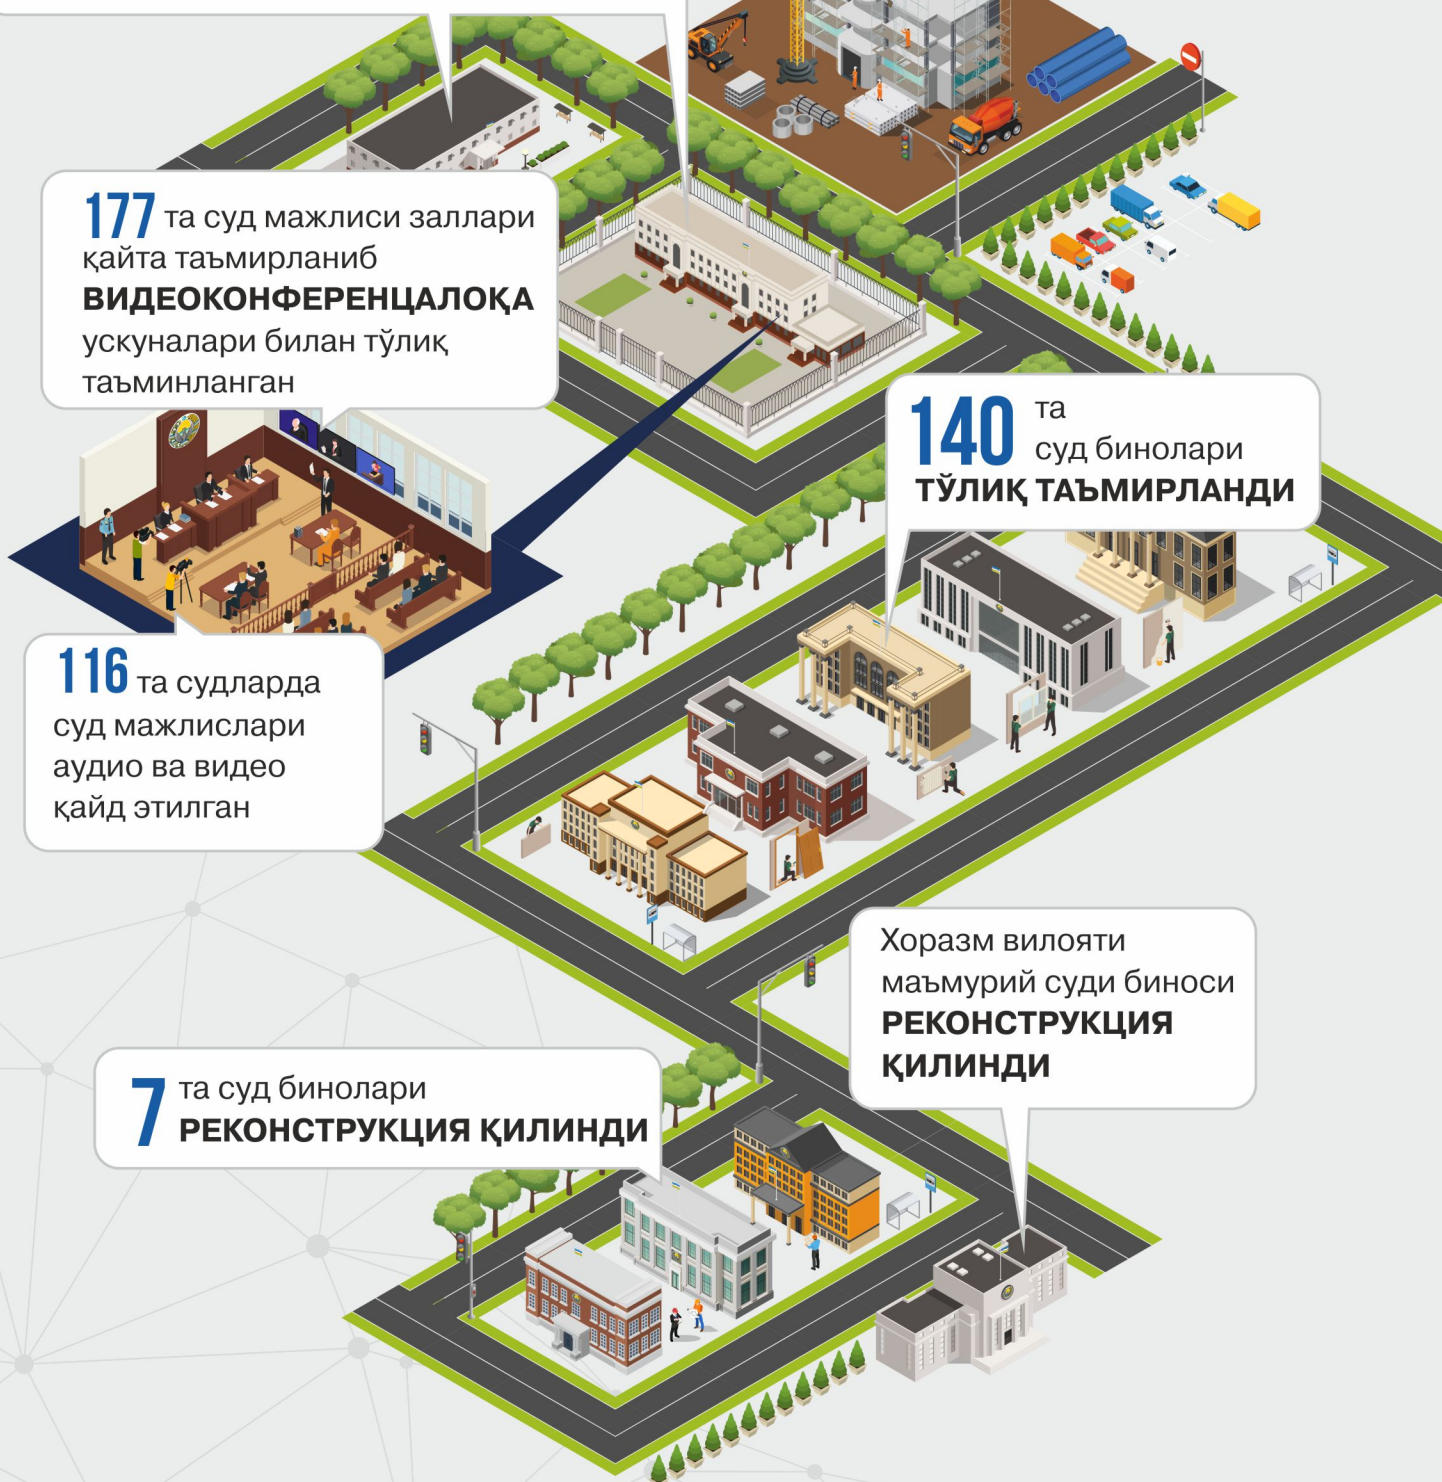 177 та суд мажлиси заллари
қайта таъмирланиб
ВИДЕОКОНФЕРЕНЦАЛОҚА
ускуналари билан тўлиқ
таъминланган
140 та
суд бинолари
ТЎЛИҚ ТАЪМИРЛАНДИ
116 та судларда
суд мажлислари
аудио ва видео
қайд этилган
Хоразм вилояти
маъмурий суди биноси
РЕКОНСТРУКЦИЯ
ҚИЛИНДИ
7 та суд бинолари
РЕКОНСТРУКЦИЯ ҚИЛИНДИ